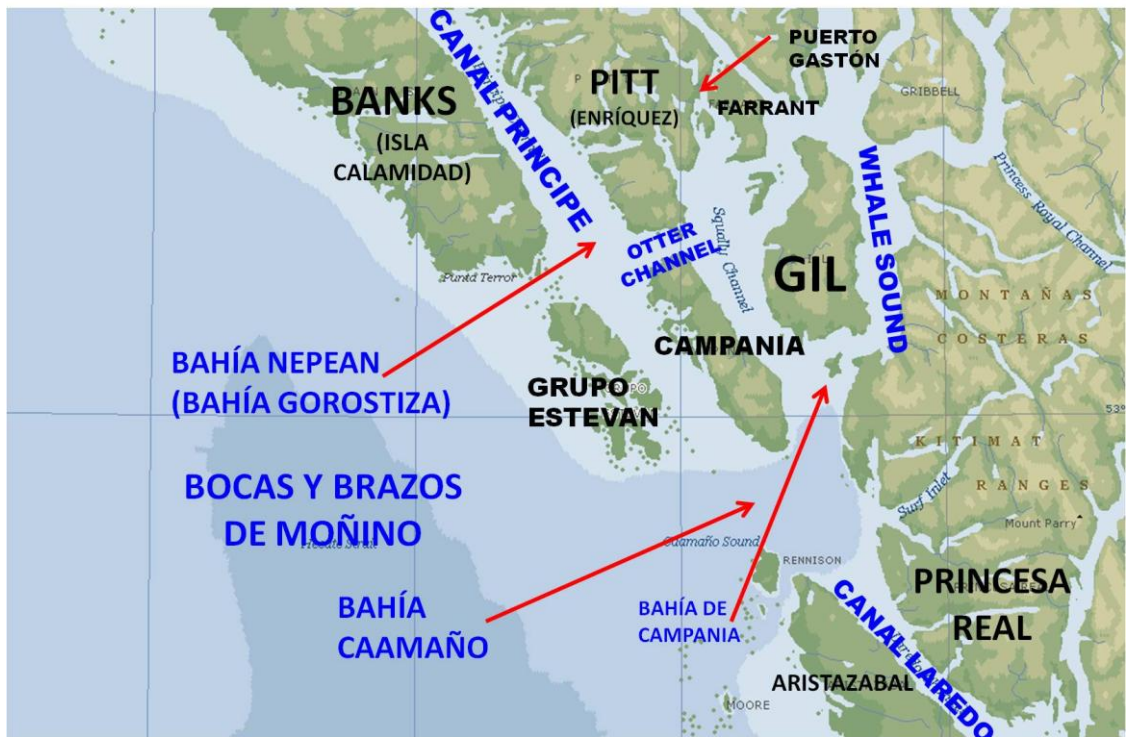 CANAL PRINCIPE
PUERTO
GASTÓN
BANKS
(ISLA
CALAMIDAD)
PITT
(ENRÍQUEZ)
FARRANT
GRIBBELL
WHALE SOUND
Princess Royal Channel
OTTER
CHANNEL
Squally Channel
Punta Terror
GIL
MONTAÑAS
COSTERAS
BAHÍA NEPEAN
(BAHÍA GOROSTIZA)
CAMPANIA
GRUPO
ESTEVAN
53°
KITIMAT
RANGES
BOCAS Y BRAZOS
DE MOÑINO
Surf Inlet
Mount Parry
Caamaño Sound
RENNISON
PRINCESA
REAL
BAHÍA
CAAMAÑO
BAHÍA DE
CAMPANIA
CANAL LAREDO
ARISTAZABAL
MOORE